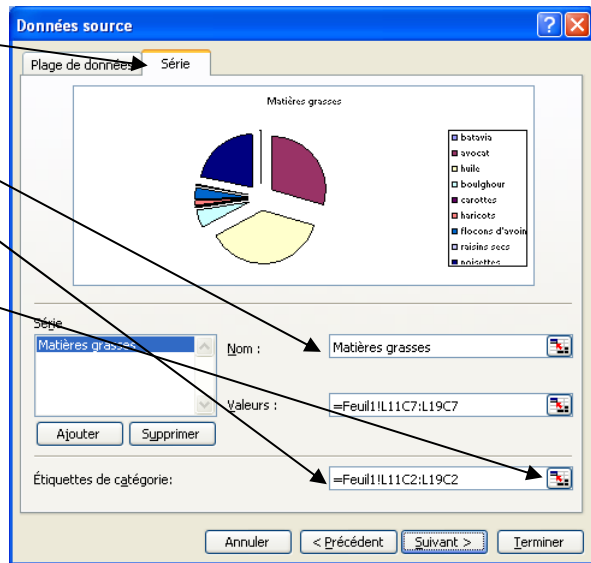 Données source
Plage de données Série
Matières grasses
batavia
avocat
huile
boulghour
carottes
haricots
flocons d'avoin
raisins secs
noisettes
Série
Matières grasses
Nom :
Matières grasses
Valeurs :
=Feuil1!L11C7:L19C7
Ajouter Supprimer
Étiquettes de catégorie:
=Feuil1!L11C2:L19C2
Annuler < Précédent Suivant > Terminer